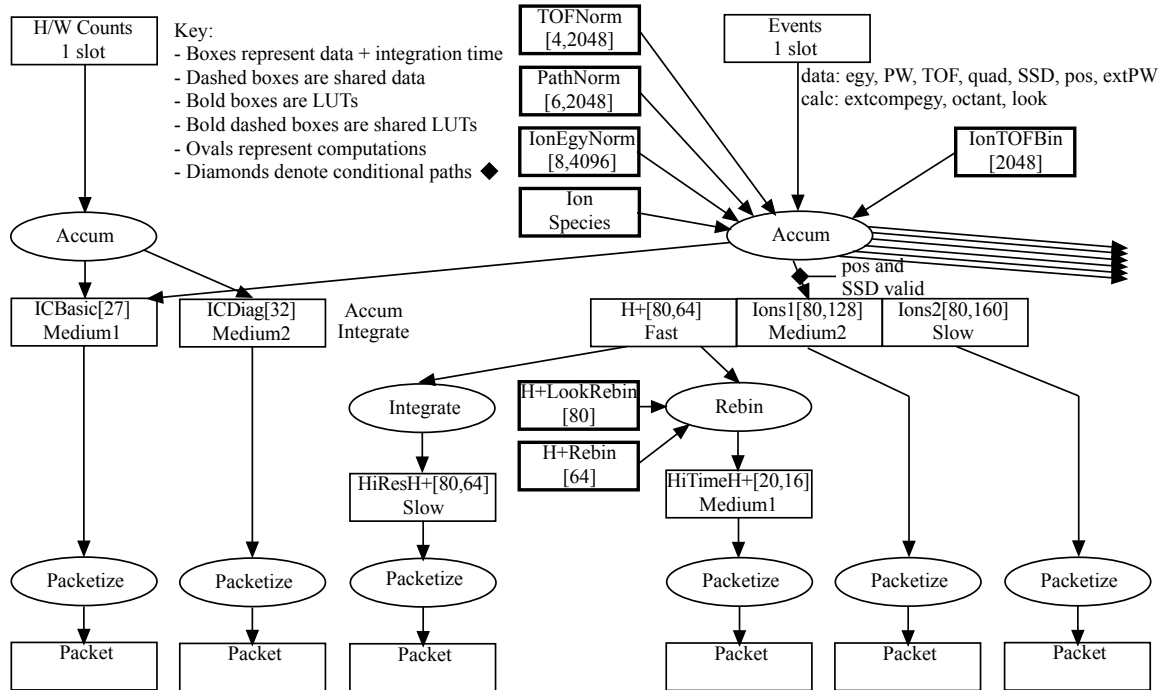 H/W Counts
1 slot
Key:
- Boxes represent data + integration time
- Dashed boxes are shared data
- Bold boxes are LUTs
- Bold dashed boxes are shared LUTs
- Ovals represent computations
- Diamonds denote conditional paths ◆
TOFNorm
[4,2048]
PathNorm
[6,2048]
IonEgyNorm
[8,4096]
Ion
Species
Events
1 slot
data: egy, PW, TOF, quad, SSD, pos, extPW
calc: extcompegy, octant, look
IonTOFBin
[2048]
Accum
Accum
pos and
SSD valid
ICBasic[27]
Medium1
ICDiag[32]
Medium2
Accum
Integrate
H+[80,64]
Fast
Ions1[80,128]
Medium2
Ions2[80,160]
Slow
Integrate
H+LookRebin
[80]
Rebin
H+Rebin
[64]
HiResH+[80,64]
Slow
HiTimeH+[20,16]
Medium1
Packetize
Packetize
Packetize
Packetize
Packetize
Packetize
Packet
Packet
Packet
Packet
Packet
Packet